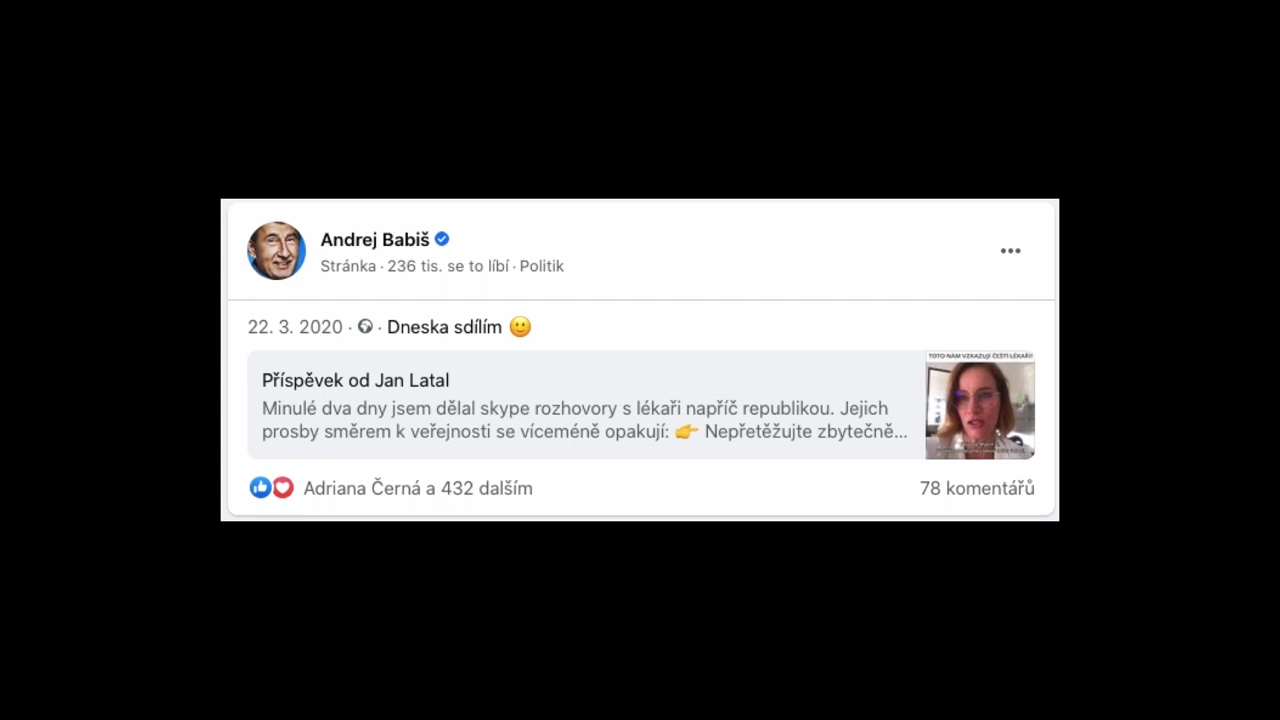 Andrej Babiš
Stránka · 236 tis. se to líbí · Politik
22. 3. 2020 · · Dneska sdílím 🙂
Příspěvek od Jan Latal
Minulé dva dny jsem dělal skype rozhovory s lékaři napříč republikou. Jejich
prosby směrem k veřejnosti se víceméně opakují: 👉 Nepřetěžujte zbytečně...
TOTO NÁM VZKAZUJÍ ČEŠTÍ LÉKAŘI!
Adriana Černá a 432 dalším
78 komentářů